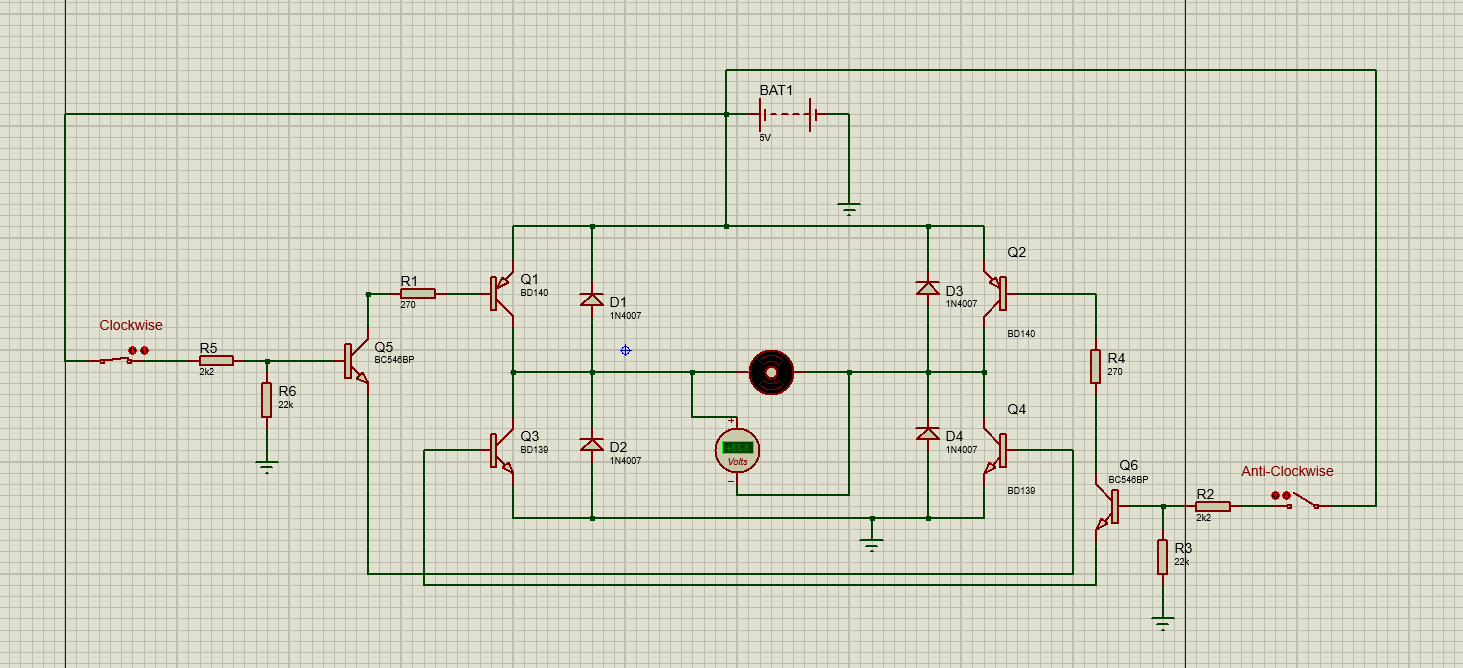 BAT1
5V
Q2
R1
270
Q1
BD140
D1
1N4007
D3
1N4007
BD140
Clockwise
R5
2k2
Q5
BC546BP
R4
270
R6
22k
Q3
BD139
D2
1N4007
+
Volts
D4
1N4007
Q4
BD139
Q6
BC546BP
Anti-Clockwise
R2
2k2
R3
22k